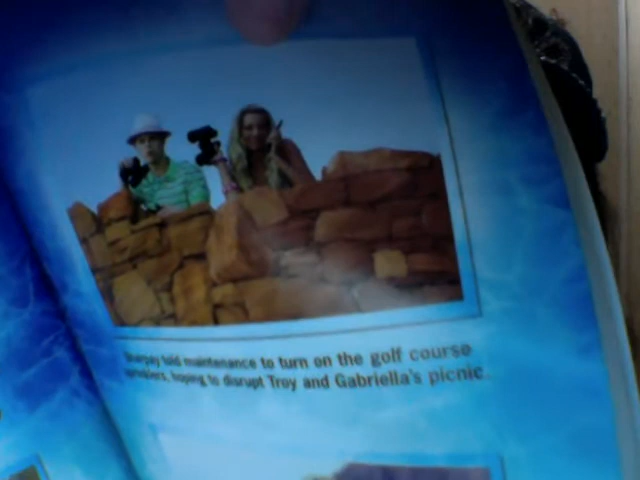 Sharpay told maintenance to turn on the golf course
sprinklers, hoping to disrupt Troy and Gabriella's picnic.